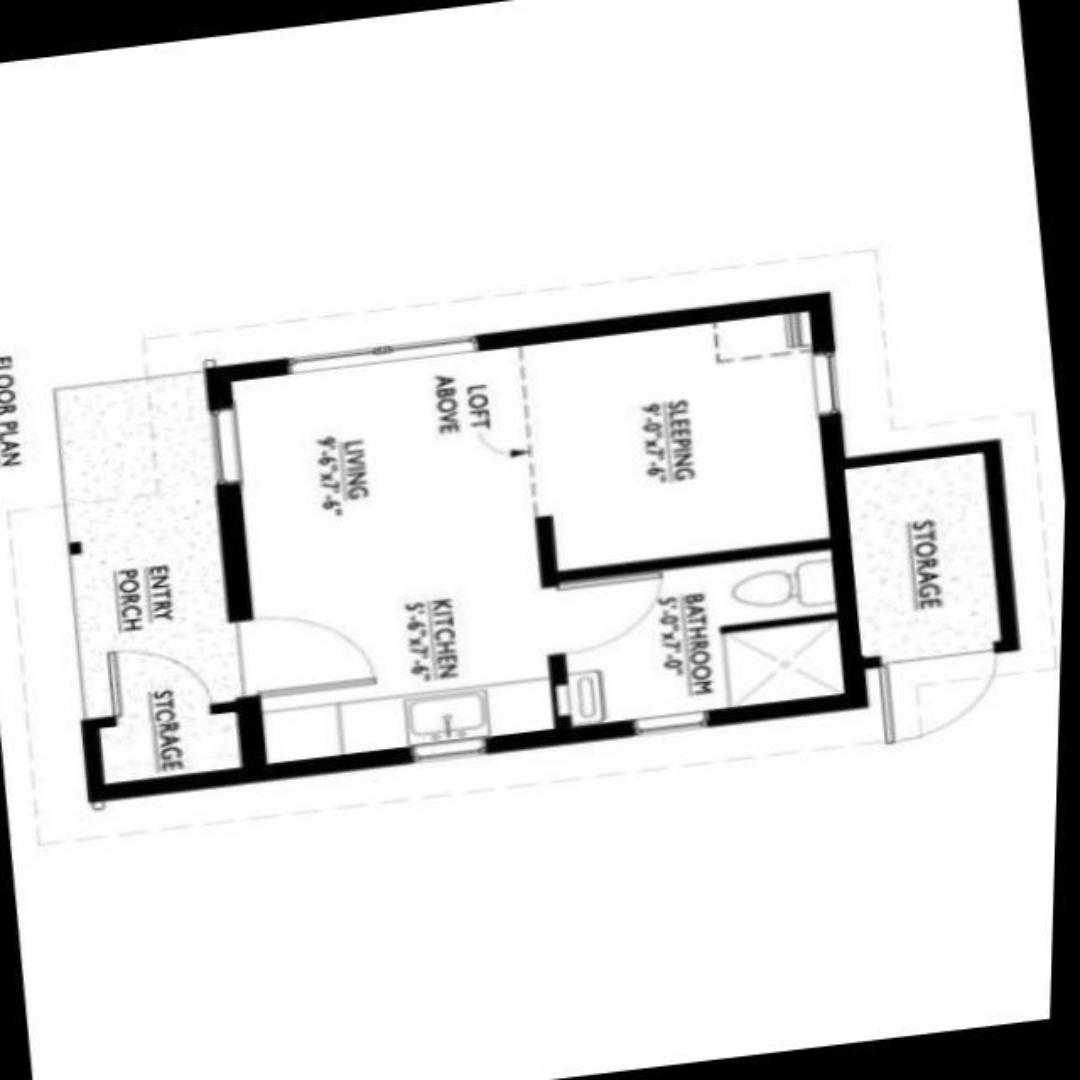 STORAGE
SLEEPING
9'-0"x7'-6"
BATHROOM
5'-0"x7'-0"
LOFT
ABOVE
KITCHEN
5'-6"x7'-6"
LIVING
9'-6"x7'-6"
ENTRY
PORCH
STORAGE
FLOOR PLAN